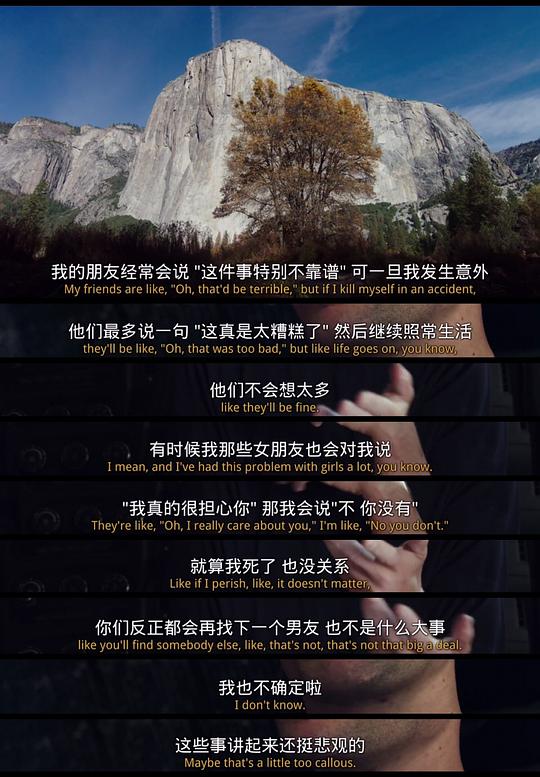 我的朋友经常会说 "这件事特别不靠谱" 可一旦我发生意外
My friends are like, "Oh, that'd be terrible," but if I kill myself in an accident,
他们最多说一句 "这真是太糟糕了" 然后继续照常生活
they'll be like, "Oh, that was too bad," but like life goes on, you know,
他们不会想太多
like they'll be fine.
有时候我那些女朋友也会对我说
I mean, and I've had this problem with girls a lot, you know.
"我真的很担心你" 那我会说"不 你没有"
They're like, "Oh, I really care about you," I'm like, "No you don't."
就算我死了 也没关系
Like if I perish, like, it doesn't matter,
你们反正都会再找下一个男友 也不是什么大事
like you'll find somebody else, like, that's not, that's not that big a deal.
我也不确定啦
I don't know.
这些事讲起来还挺悲观的
Maybe that's a little too callous.